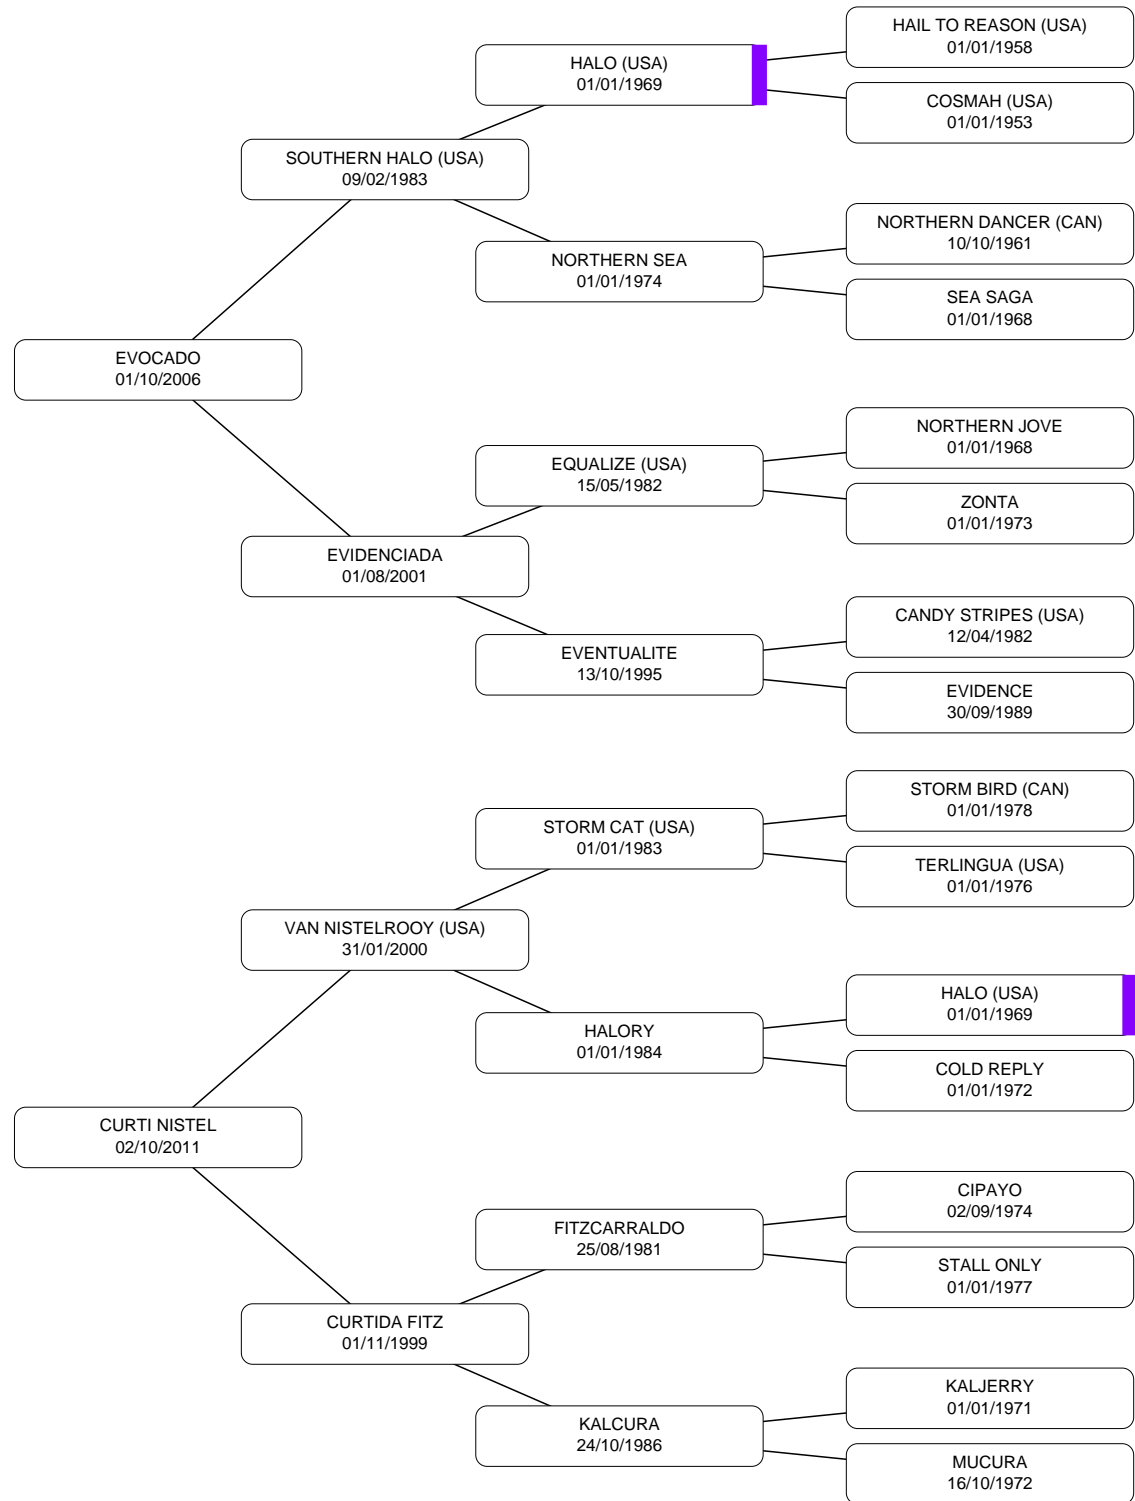 HAIL TO REASON (USA)
01/01/1958
HALO (USA)
01/01/1969
COSMAH (USA)
01/01/1953
SOUTHERN HALO (USA)
09/02/1983
NORTHERN DANCER (CAN)
10/10/1961
NORTHERN SEA
01/01/1974
SEA SAGA
01/01/1968
EVOCADO
01/10/2006
NORTHERN JOVE
01/01/1968
EQUALIZE (USA)
15/05/1982
ZONTA
01/01/1973
EVIDENCIADA
01/08/2001
CANDY STRIPES (USA)
12/04/1982
EVENTUALITE
13/10/1995
EVIDENCE
30/09/1989
STORM BIRD (CAN)
01/01/1978
STORM CAT (USA)
01/01/1983
TERLINGUA (USA)
01/01/1976
VAN NISTELROOY (USA)
31/01/2000
HALO (USA)
01/01/1969
HALORY
01/01/1984
COLD REPLY
01/01/1972
CURTI NISTEL
02/10/2011
CIPAYO
02/09/1974
FITZCARRALDO
25/08/1981
STALL ONLY
01/01/1977
CURTIDA FITZ
01/11/1999
KALJERRY
01/01/1971
KALCURA
24/10/1986
MUCURA
16/10/1972